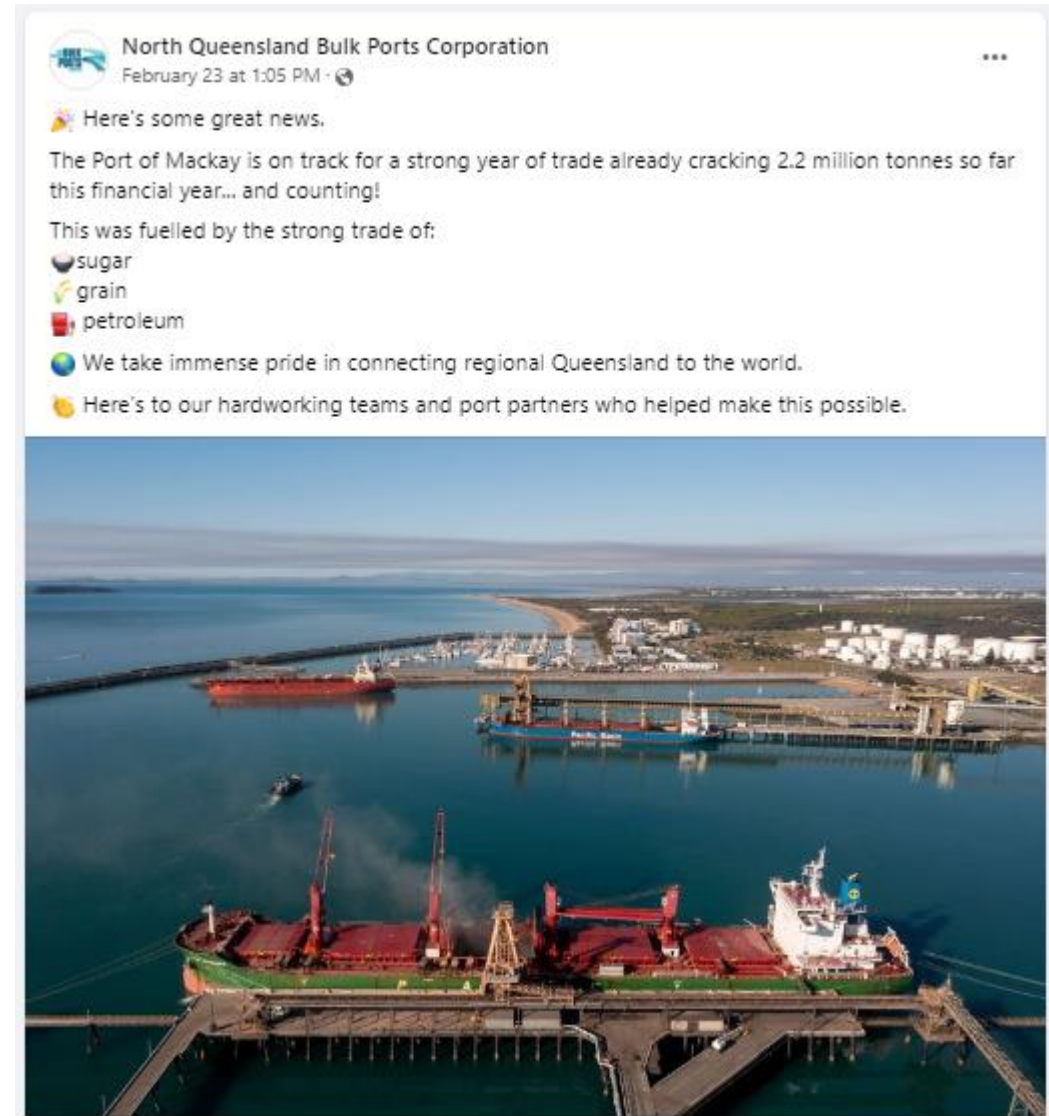 North Queensland Bulk Ports Corporation
February 23 at 1:05 PM ·
🎉 Here's some great news.
The Port of Mackay is on track for a strong year of trade already cracking 2.2 million tonnes so far
this financial year... and counting!
This was fuelled by the strong trade of:
🍚sugar
🌾 grain
⛽ petroleum
🌏 We take immense pride in connecting regional Queensland to the world.
👏 Here's to our hardworking teams and port partners who helped make this possible.
Pacific Basin